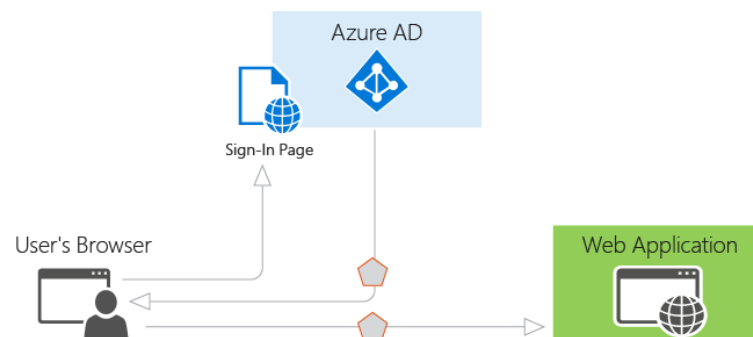 Azure AD
Sign-In Page
User's Browser
Web Application